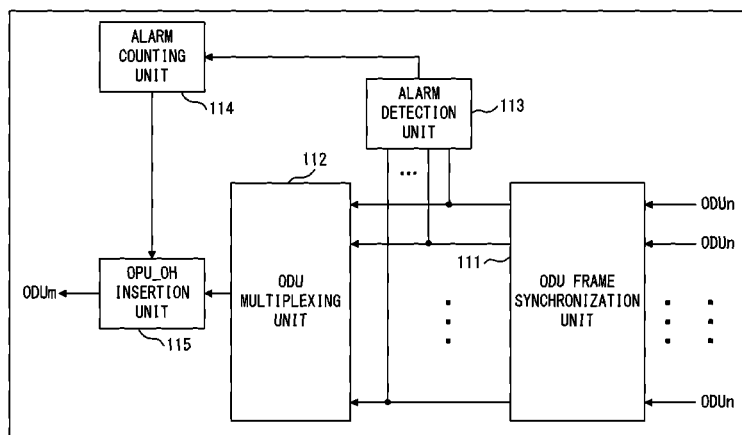 ALARM
COUNTING
UNIT
114
ALARM
DETECTION
UNIT
113
112
...
ODUn
ODUn
111
OPU_OH
INSERTION
UNIT
ODUm
115
ODU
MULTIPLEXING
UNIT
ODU FRAME
SYNCHRONIZATION
UNIT
ODUn